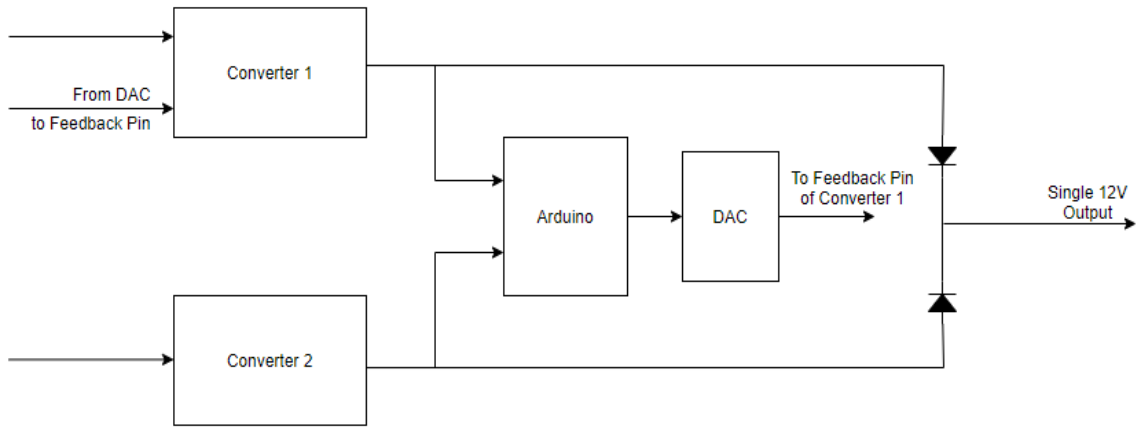 Converter 1
From DAC
to Feedback Pin
Arduino
DAC
To Feedback Pin
of Converter 1
Single 12V
Output
Converter 2